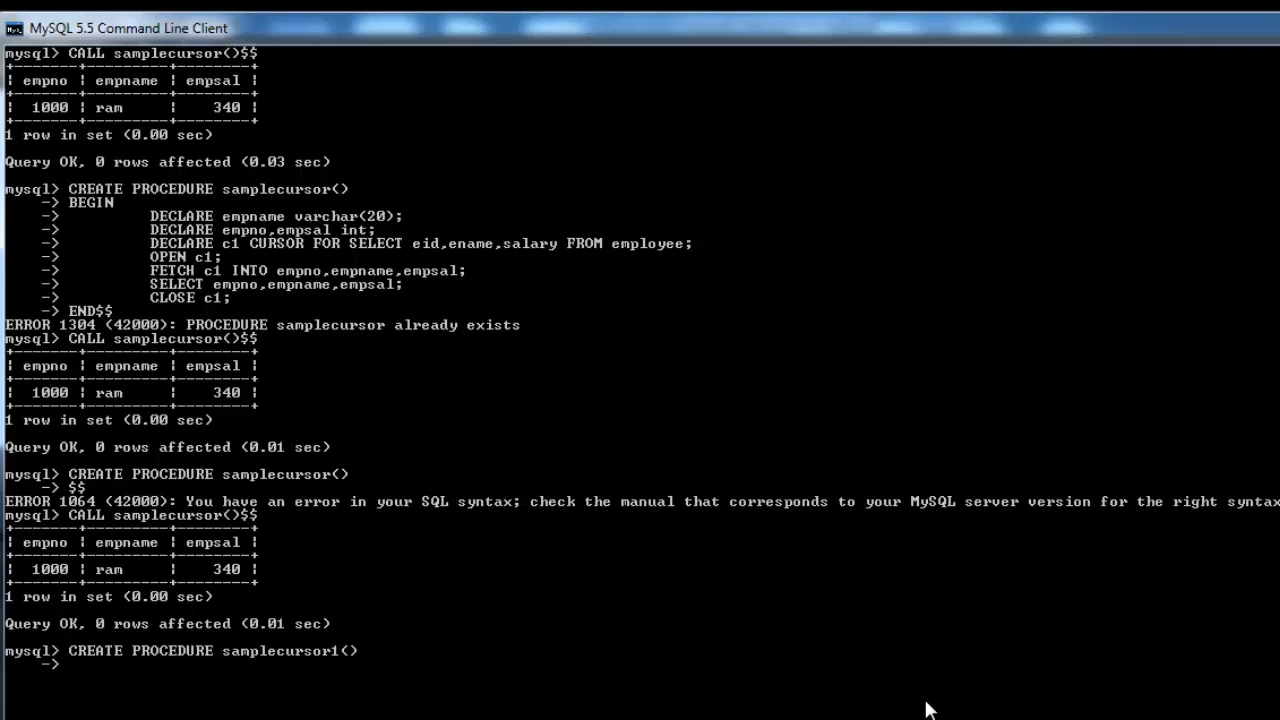 MySQL 5.5 Command Line Client
mysql> CALL samplecursor()$$
+-------+---------+--------+
| empno | empname | empsal |
+-------+---------+--------+
|  1000 | ram     |    340 |
+-------+---------+--------+
1 row in set (0.00 sec)
Query OK, 0 rows affected (0.03 sec)
mysql> CREATE PROCEDURE samplecursor()
    -> BEGIN
    ->          DECLARE empname varchar(20);
    ->          DECLARE empno,empsal int;
    ->          DECLARE c1 CURSOR FOR SELECT eid,ename,salary FROM employee;
    ->          OPEN c1;
    ->          FETCH c1 INTO empno,empname,empsal;
    ->          SELECT empno,empname,empsal;
    ->          CLOSE c1;
    -> END$$
ERROR 1304 (42000): PROCEDURE samplecursor already exists
mysql> CALL samplecursor()$$
+-------+---------+--------+
| empno | empname | empsal |
+-------+---------+--------+
|  1000 | ram     |    340 |
+-------+---------+--------+
1 row in set (0.00 sec)
Query OK, 0 rows affected (0.01 sec)
mysql> CREATE PROCEDURE samplecursor()
    -> $$
ERROR 1064 (42000): You have an error in your SQL syntax; check the manual that corresponds to your MySQL server version for the right syntax
mysql> CALL samplecursor()$$
+-------+---------+--------+
| empno | empname | empsal |
+-------+---------+--------+
|  1000 | ram     |    340 |
+-------+---------+--------+
1 row in set (0.00 sec)
Query OK, 0 rows affected (0.01 sec)
mysql> CREATE PROCEDURE samplecursor1()
    ->